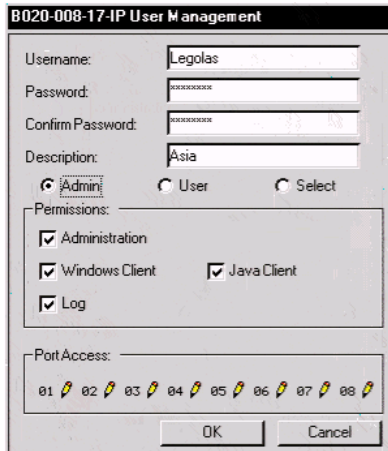 B020-008-17-IP User Management
Username: Legolas
Password: ********
Confirm Password: ********
Description: Asia
Admin User Select
Permissions:
Administration
Windows Client Java Client
Log
Port Access:
01 02 03 04 05 06 07 08
OK Cancel